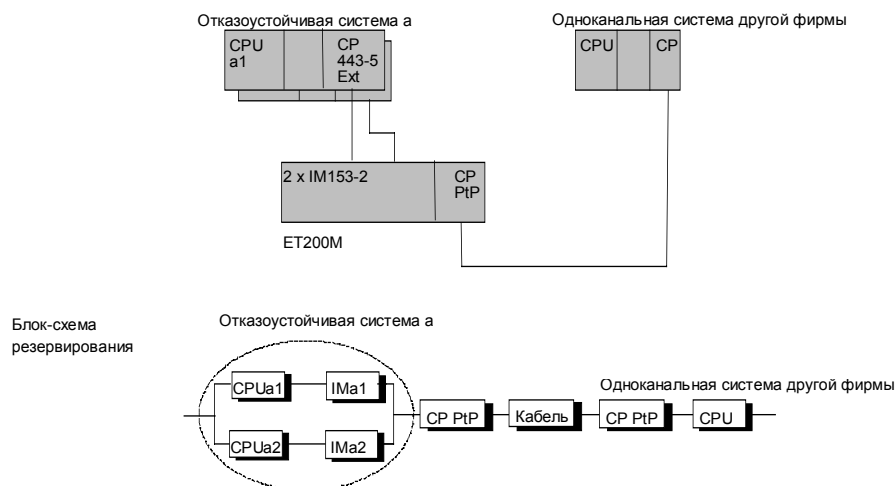 Отказоустойчивая система a
Одноканальная система другой фирмы
CPU
a1
CP
443-5
Ext
CPU
CP
2 x IM153-2
CP
PtP
ET200M
Блок-схема
резервирования
Отказоустойчивая система a
CPUa1
IMa1
Одноканальная система другой фирмы
CP PtP
Кабель
CP PtP
CPU
CPUa2
IMa2